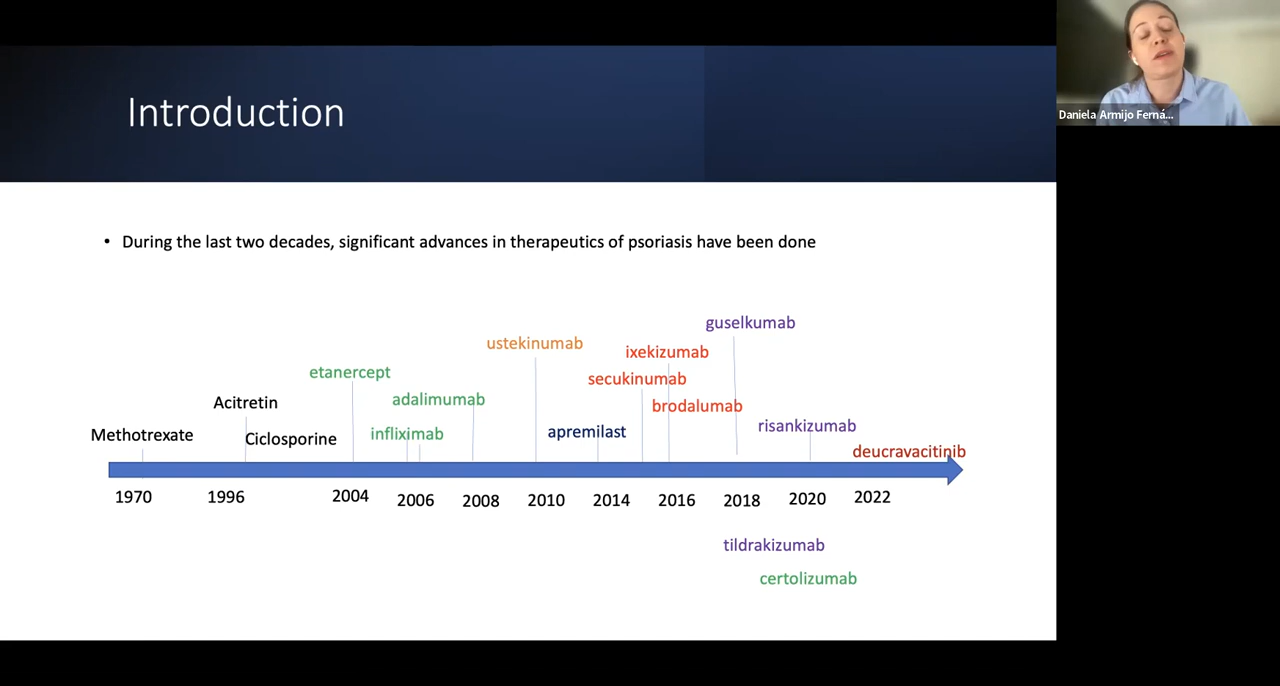 Introduction
Daniela Armijo Ferná...
• During the last two decades, significant advances in therapeutics of psoriasis have been done
guselkumab
ustekinumab
ixekizumab
etanercept
secukinumab
adalimumab
Acitretin
brodalumab
risankizumab
apremilast
infliximab
Methotrexate
Ciclosporine
deucravacitinib
1970 1996 2004 2006 2008 2010 2014 2016 2018 2020 2022
tildrakizumab
certolizumab